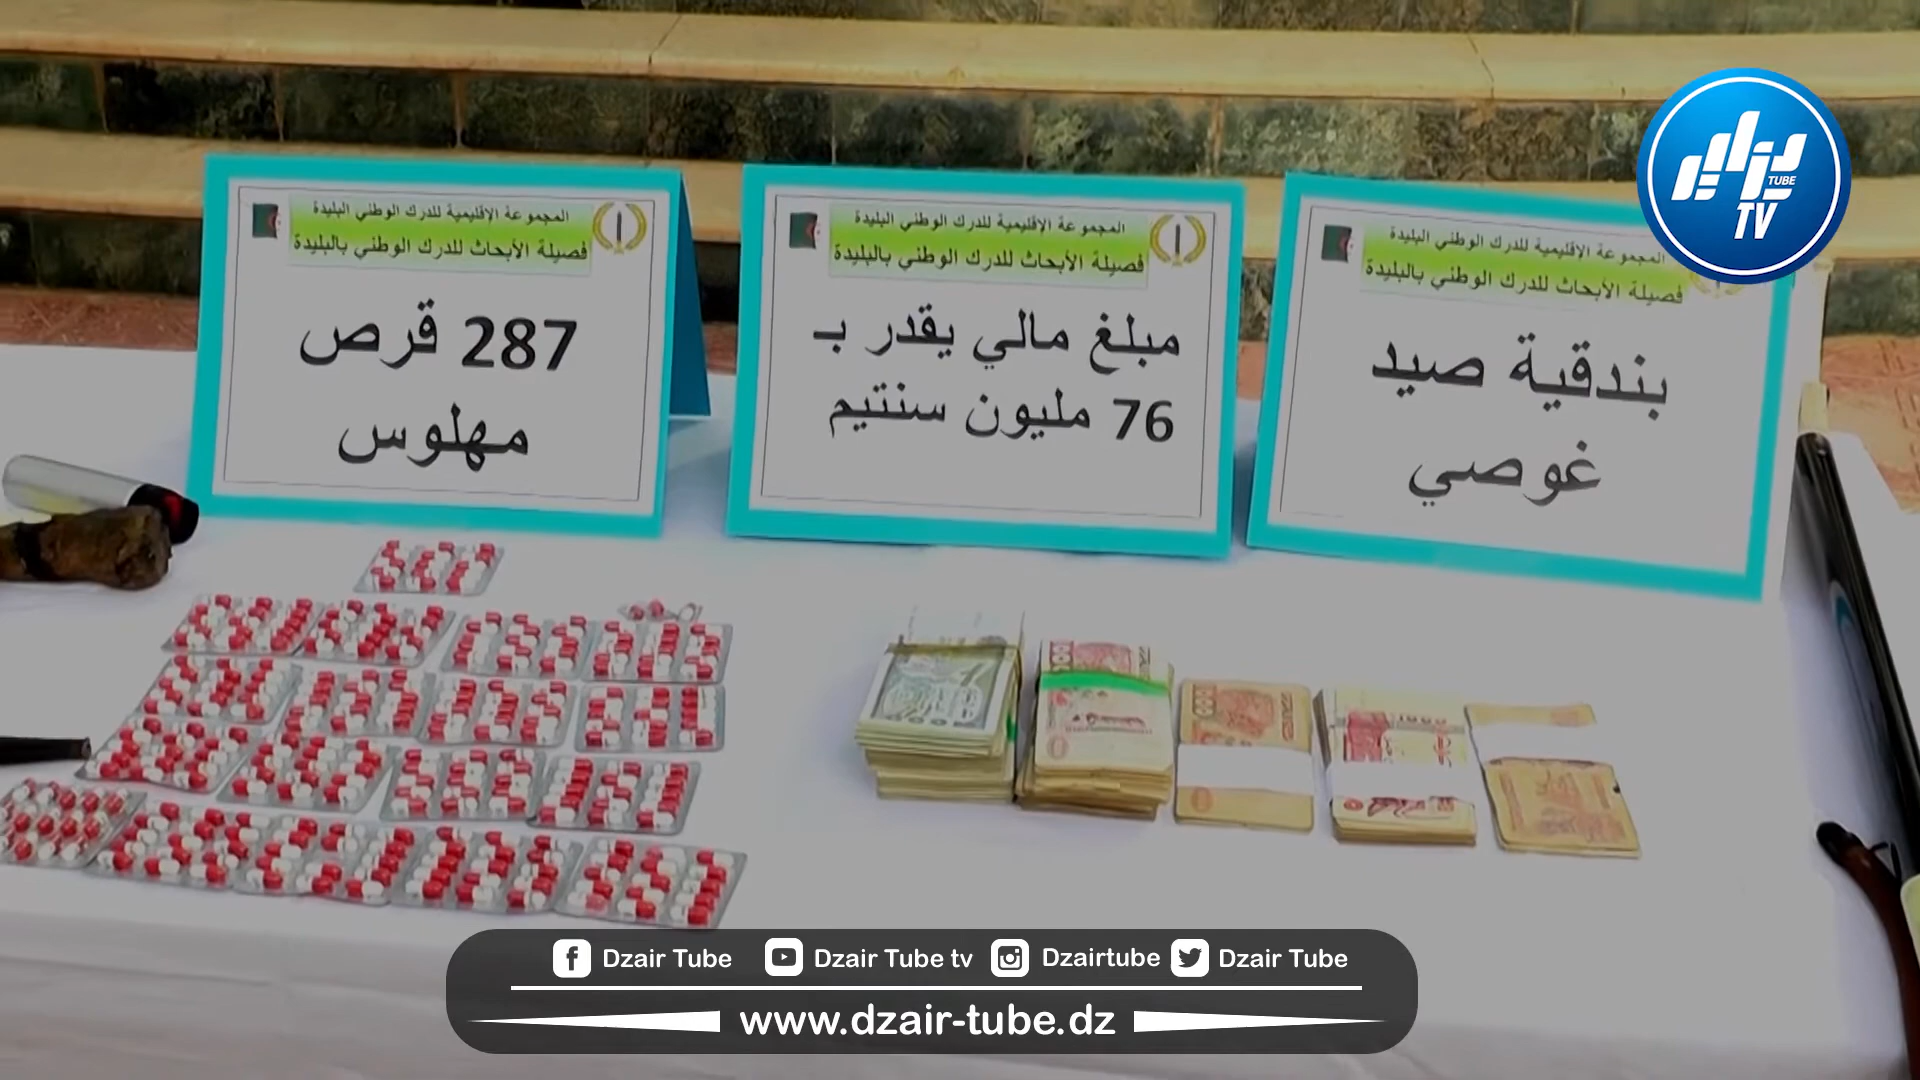 المجموعة الإقليمية للدرك الوطني البليدة
فصيلة الأبحاث للدرك الوطني بالبليدة
بندقية صيد
غوصي
المجموعة الإقليمية للدرك الوطني البليدة
فصيلة الأبحاث للدرك الوطني بالبليدة
مبلغ مالي يقدر بـ
76 مليون سنتيم
المجموعة الإقليمية للدرك الوطني البليدة
فصيلة الأبحاث للدرك الوطني بالبليدة
287 قرص
مهلوس
TUBE
TV
Dzair Tube
Dzair Tube tv
Dzairtube
Dzair Tube
www.dzair-tube.dz